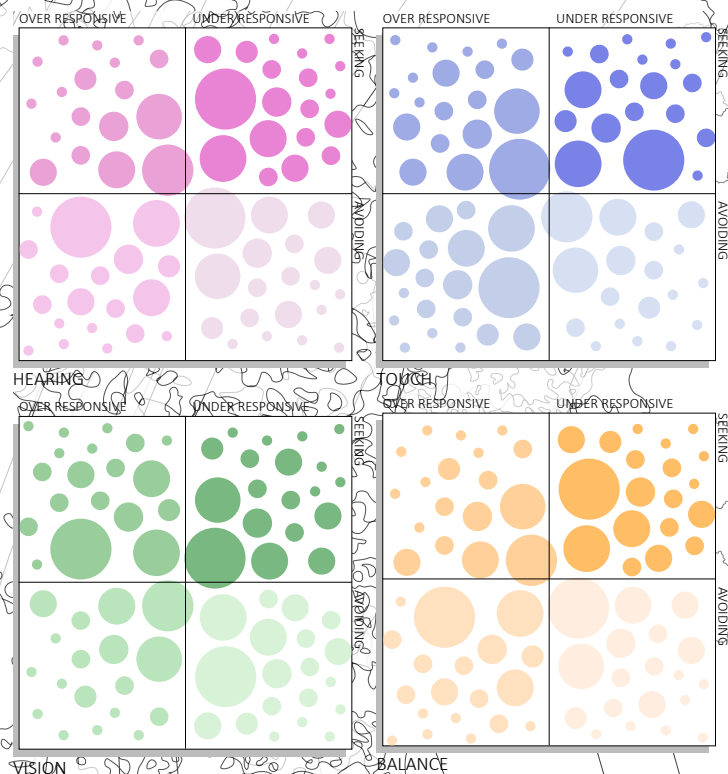 OVER RESPONSIVE UNDER RESPONSIVE
SEEKING
AVOIDING
HEARING
OVER RESPONSIVE UNDER RESPONSIVE
SEEKING
AVOIDING
TOUCH
OVER RESPONSIVE UNDER RESPONSIVE
SEEKING
AVOIDING
VISION
OVER RESPONSIVE UNDER RESPONSIVE
SEEKING
AVOIDING
BALANCE